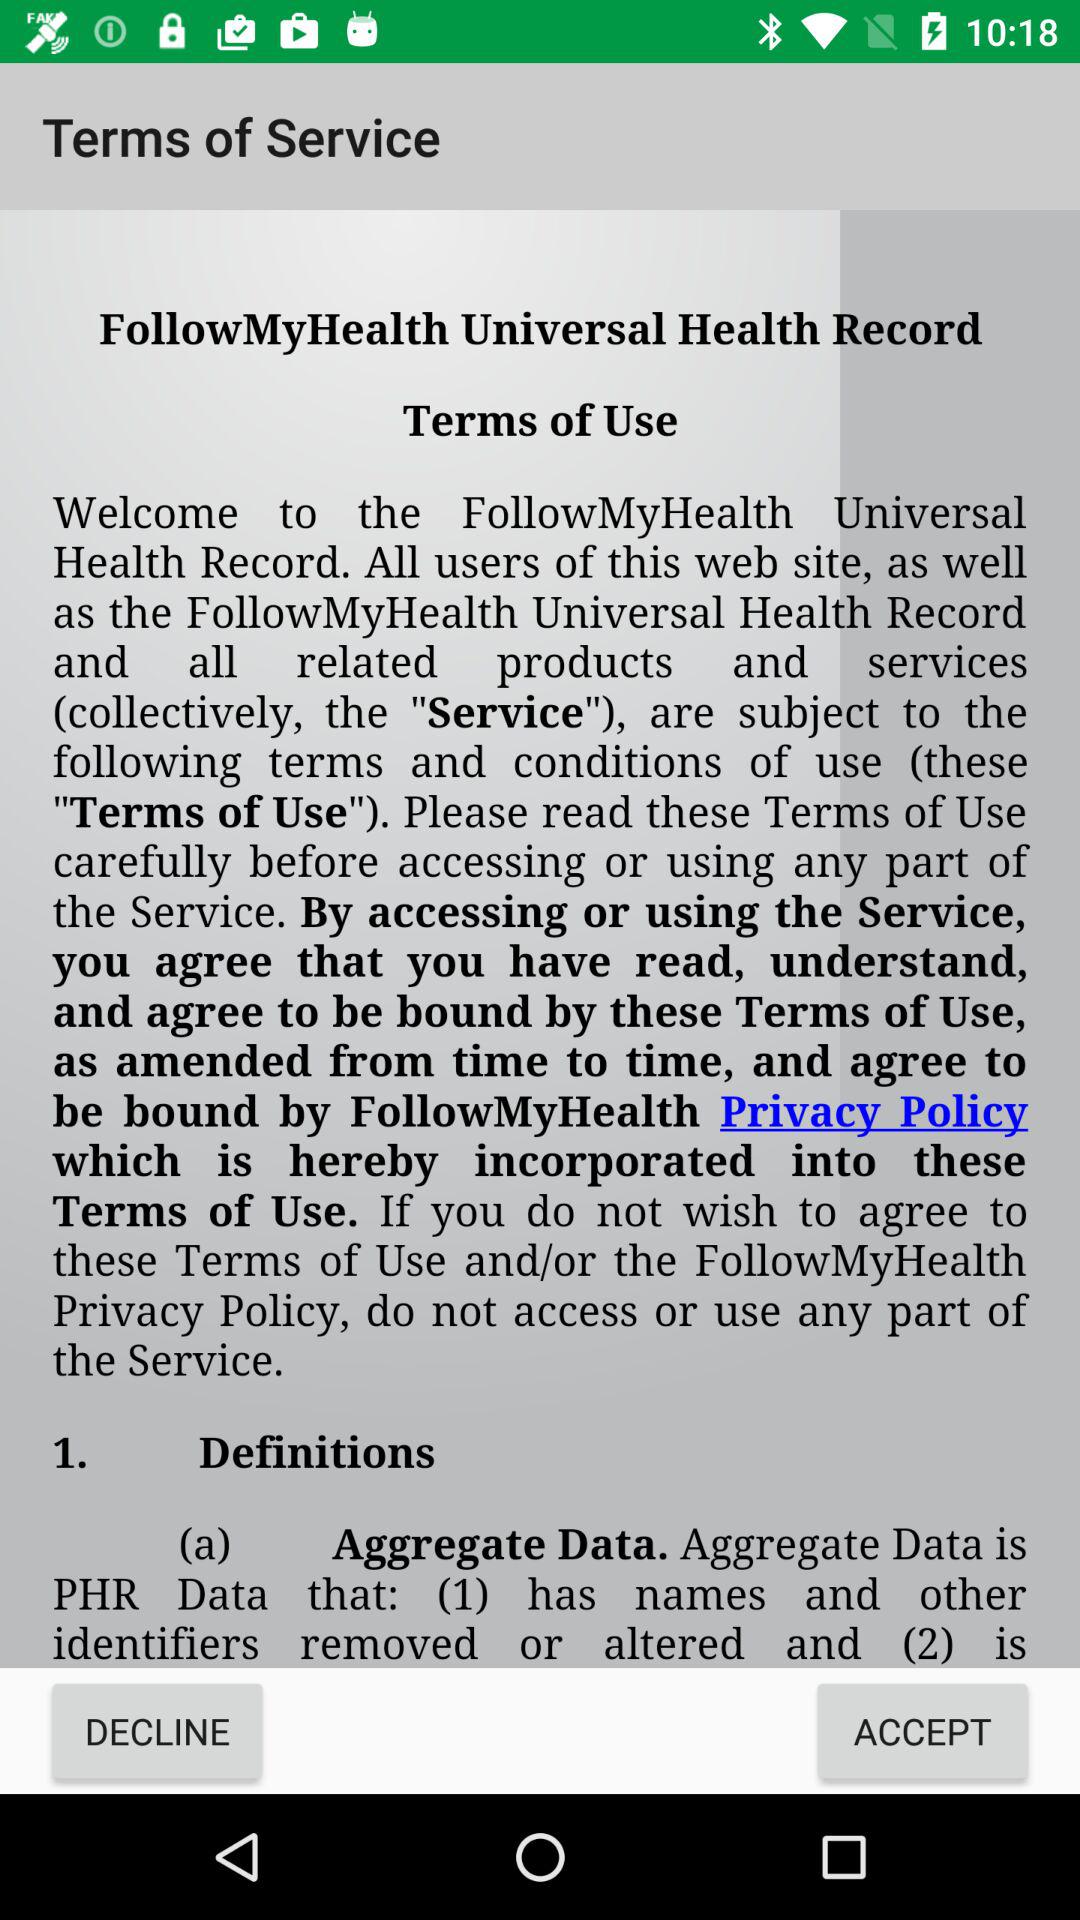 FAKE
10:18
Terms of Service
FollowMyHealth Universal Health Record
Terms of Use
Welcome to the FollowMyHealth Universal
Health Record. All users of this web site, as well
as the FollowMyHealth Universal Health Record
and all related products and services
(collectively, the "Service"), are subject to the
following terms and conditions of use (these
"Terms of Use"). Please read these Terms of Use
carefully before accessing or using any part of
the Service. By accessing or using the Service,
you agree that you have read, understand,
and agree to be bound by these Terms of Use,
as amended from time to time, and agree to
be bound by FollowMyHealth Privacy Policy
which is hereby incorporated into these
Terms of Use. If you do not wish to agree to
these Terms of Use and/or the FollowMyHealth
Privacy Policy, do not access or use any part of
the Service.
1. Definitions
(a) Aggregate Data. Aggregate Data is
PHR Data that: (1) has names and other
identifiers removed or altered and (2) is
DECLINE ACCEPT